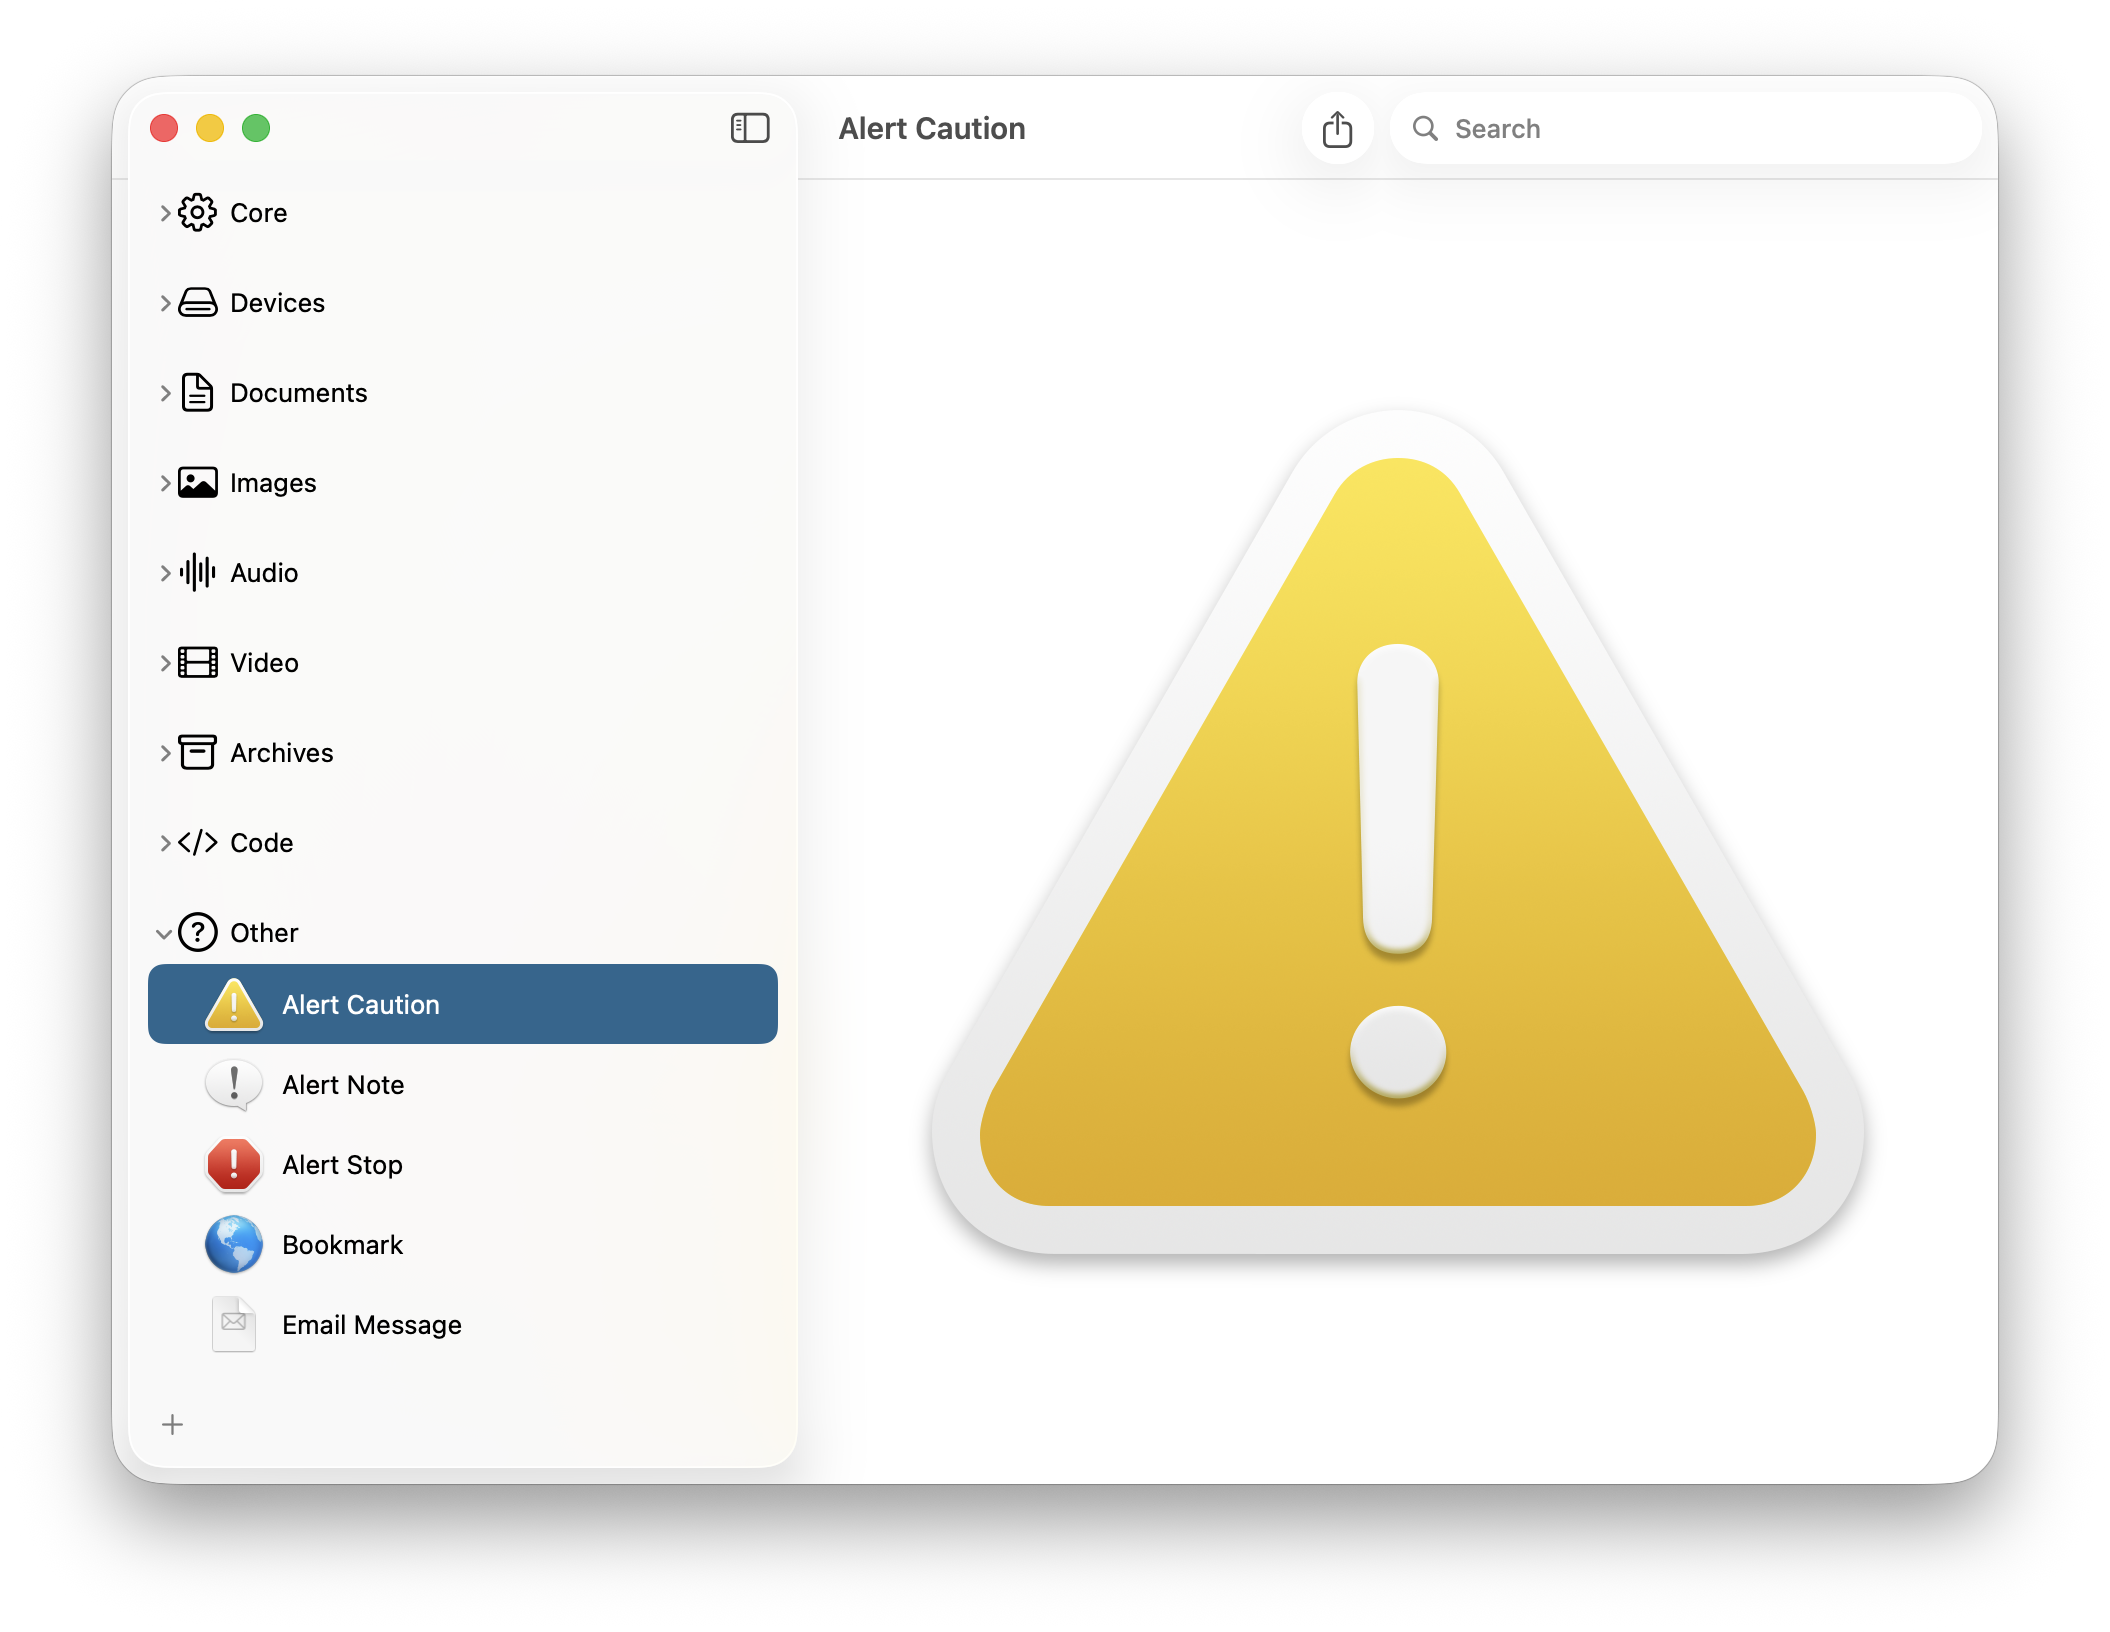 Alert Caution
Search
Core
Devices
Documents
Images
Audio
Video
Archives
Code
Other
Alert Caution
Alert Note
Alert Stop
Bookmark
Email Message